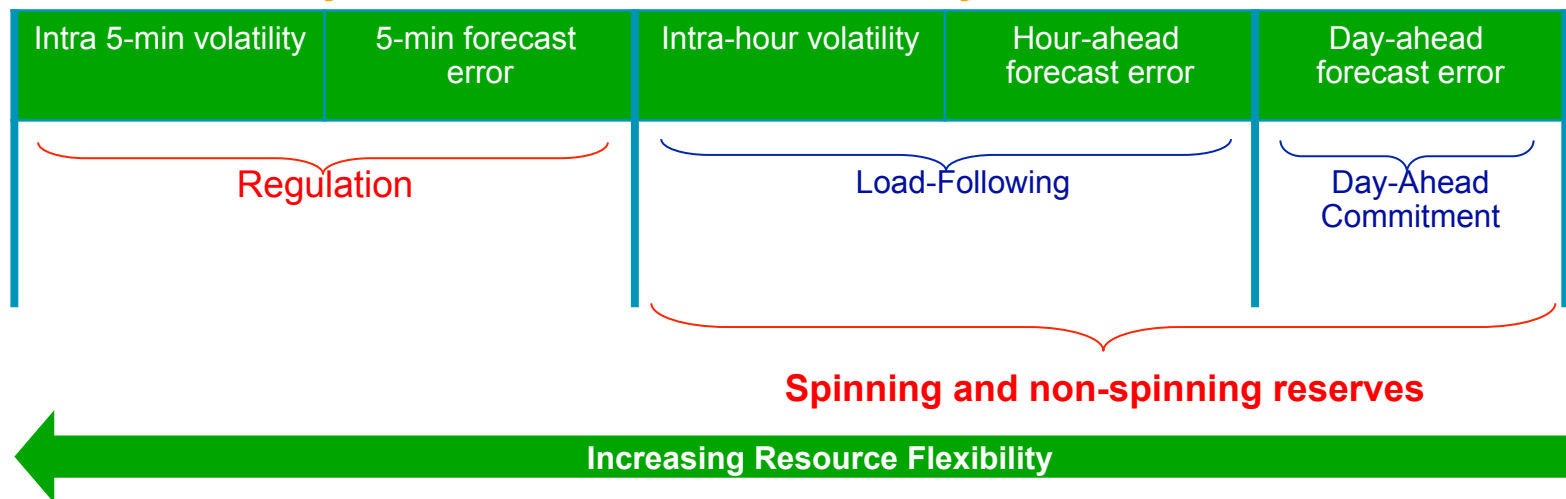 Intra 5-min volatility
5-min forecast
error
Intra-hour volatility
Hour-ahead
forecast error
Day-ahead
forecast error
Regulation
Load-Following
Day-Ahead
Commitment
Spinning and non-spinning reserves
Increasing Resource Flexibility